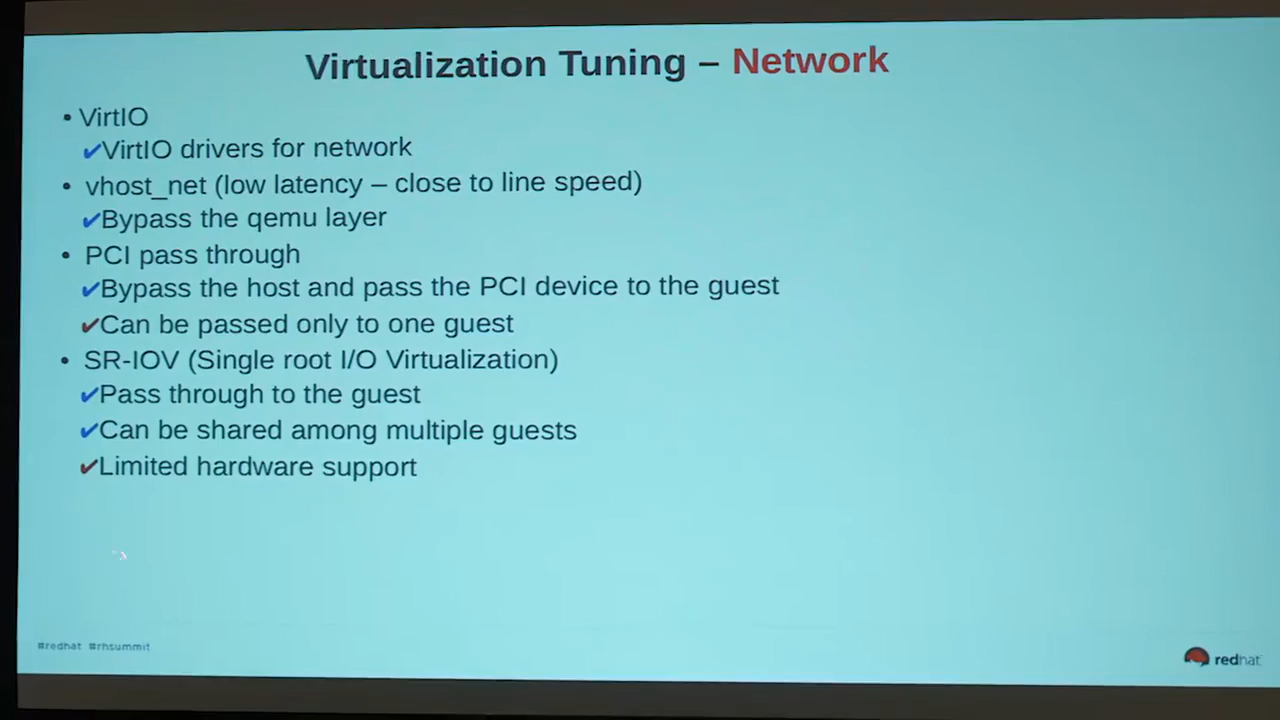 Virtualization Tuning – Network
• VirtIO
✔VirtIO drivers for network
• vhost_net (low latency – close to line speed)
✔Bypass the qemu layer
• PCI pass through
✔Bypass the host and pass the PCI device to the guest
✔Can be passed only to one guest
• SR-IOV (Single root I/O Virtualization)
✔Pass through to the guest
✔Can be shared among multiple guests
✔Limited hardware support
#redhat #rhsummit
redhat